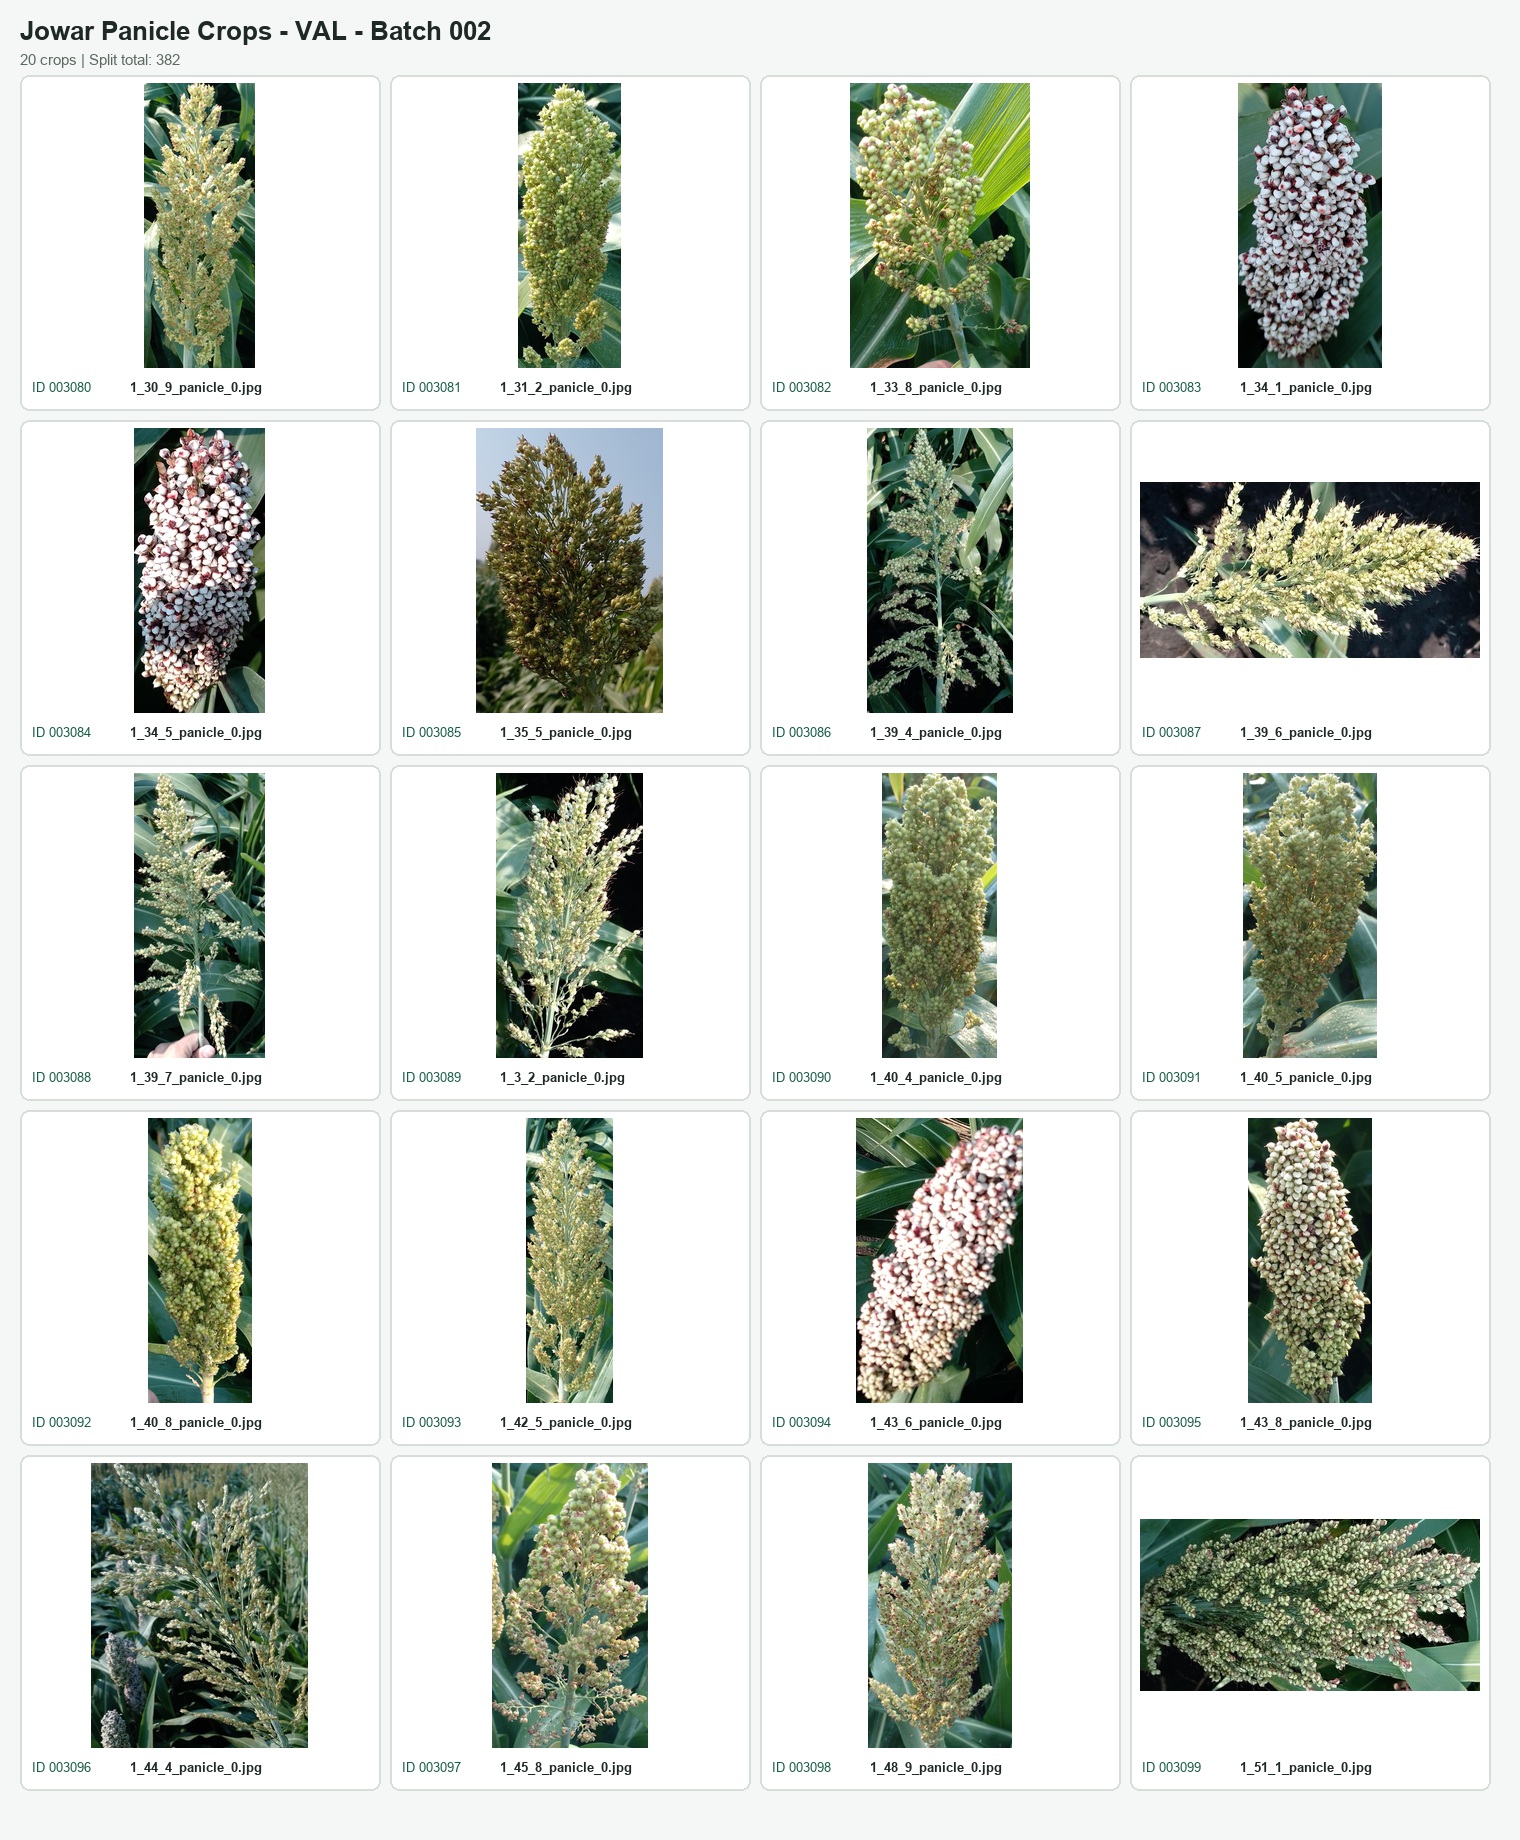 Jowar Panicle Crops - VAL - Batch 002
20 crops | Split total: 382
ID 003080 1_30_9_panicle_0.jpg
ID 003081 1_31_2_panicle_0.jpg
ID 003082 1_33_8_panicle_0.jpg
ID 003083 1_34_1_panicle_0.jpg
ID 003084 1_34_5_panicle_0.jpg
ID 003085 1_35_5_panicle_0.jpg
ID 003086 1_39_4_panicle_0.jpg
ID 003087 1_39_6_panicle_0.jpg
ID 003088 1_39_7_panicle_0.jpg
ID 003089 1_3_2_panicle_0.jpg
ID 003090 1_40_4_panicle_0.jpg
ID 003091 1_40_5_panicle_0.jpg
ID 003092 1_40_8_panicle_0.jpg
ID 003093 1_42_5_panicle_0.jpg
ID 003094 1_43_6_panicle_0.jpg
ID 003095 1_43_8_panicle_0.jpg
ID 003096 1_44_4_panicle_0.jpg
ID 003097 1_45_8_panicle_0.jpg
ID 003098 1_48_9_panicle_0.jpg
ID 003099 1_51_1_panicle_0.jpg